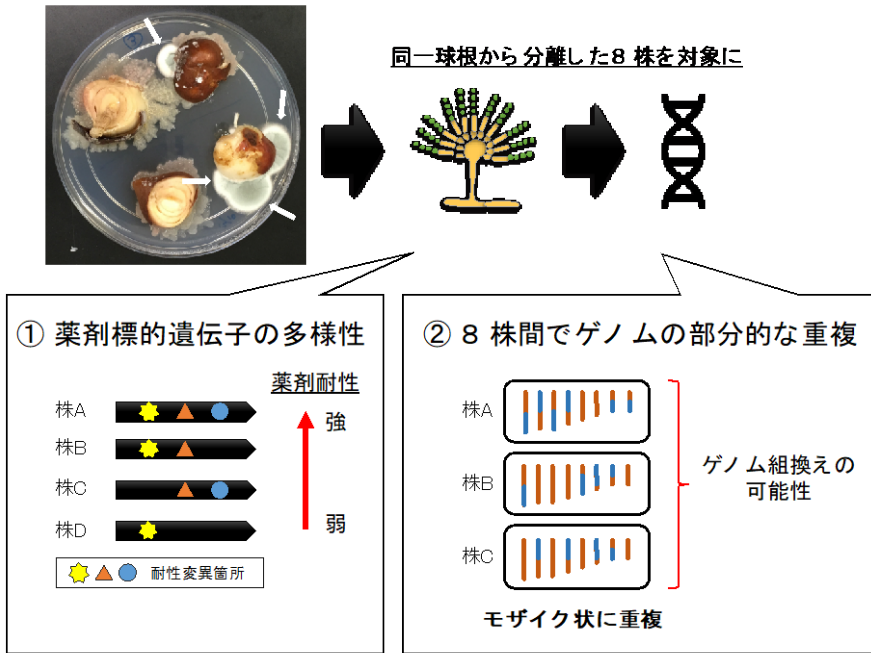 同一球根から分離した8株を対象に
① 薬剤標的遺伝子の多様性
薬剤耐性
株A
強
株B
株C
株D
弱
耐性変異箇所
② 8 株間でゲノムの部分的な重複
株A
株B
ゲノム組換えの
可能性
株C
モザイク状に重複